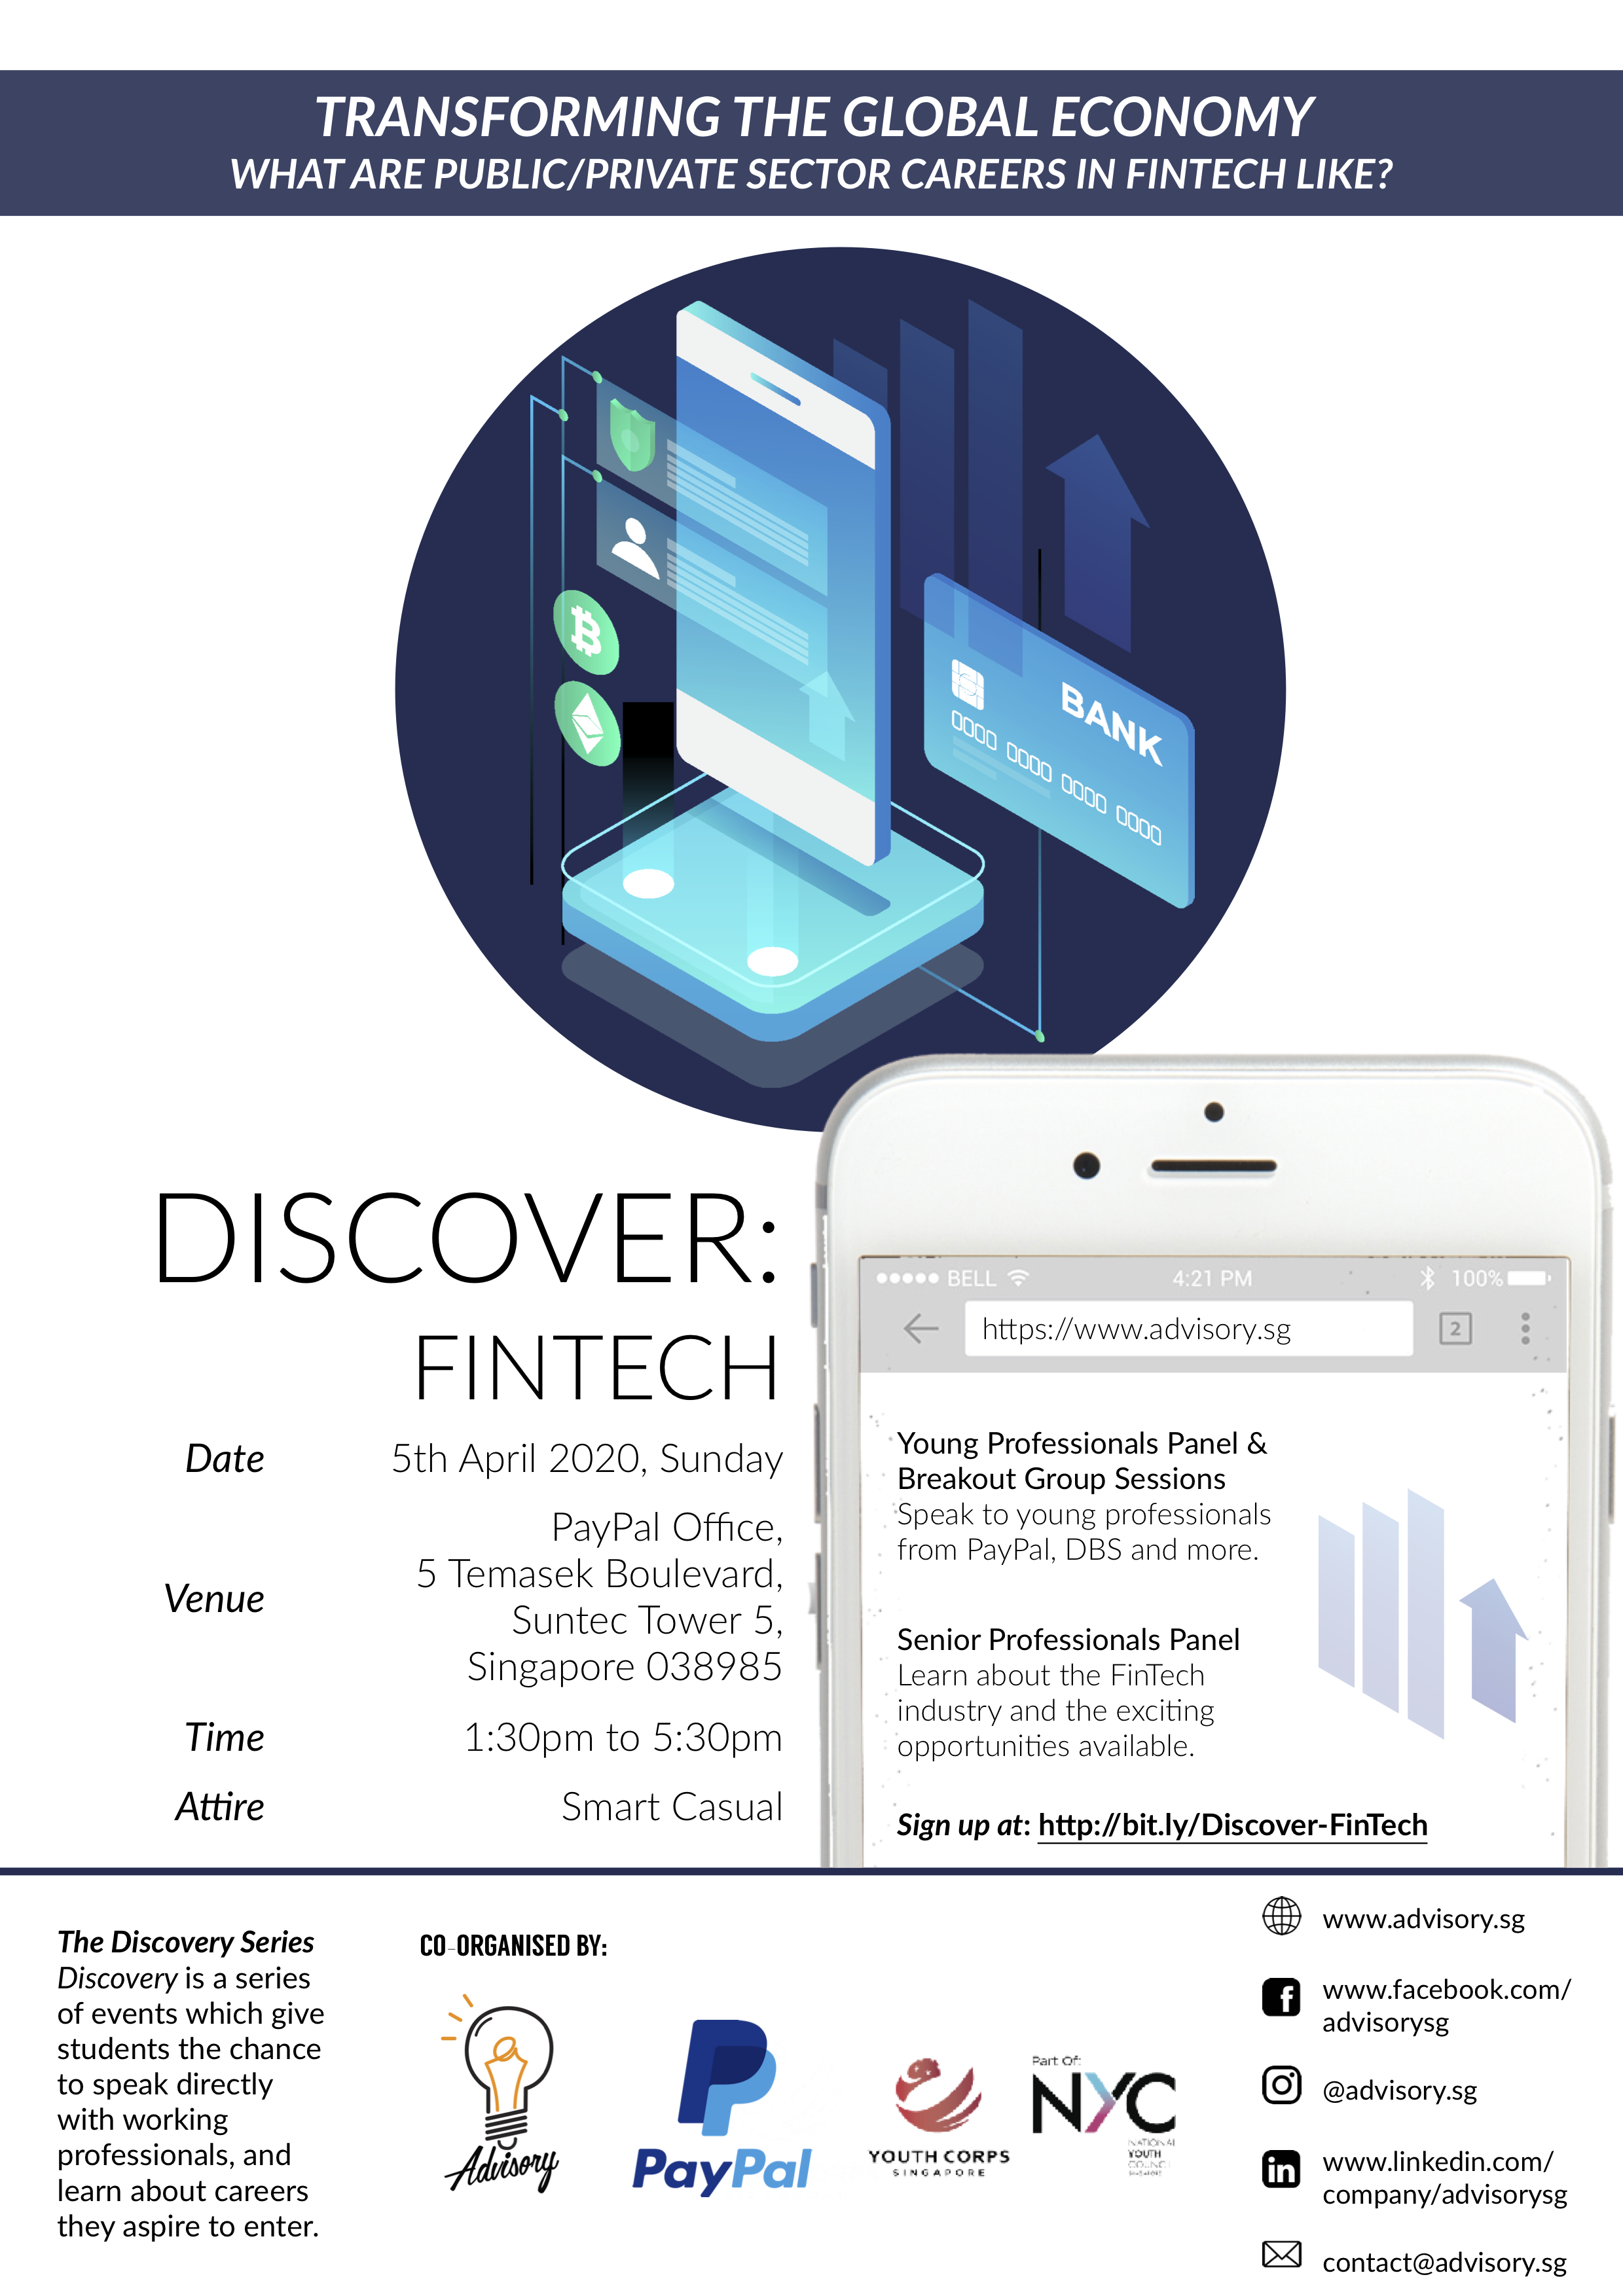 TRANSFORMING THE GLOBAL ECONOMY
WHAT ARE PUBLIC/PRIVATE SECTOR CAREERS IN FINTECH LIKE?
BANK
0000 0000 0000 0000
DISCOVER:
FINTECH
Date 5th April 2020, Sunday
Venue
PayPal Office,
5 Temasek Boulevard,
Suntec Tower 5,
Singapore 038985
Time 1:30pm to 5:30pm
Attire Smart Casual
BELL 4:21 PM 100%
https://www.advisory.sg 2
Young Professionals Panel &
Breakout Group Sessions
Speak to young professionals
from PayPal, DBS and more.
Senior Professionals Panel
Learn about the FinTech
industry and the exciting
opportunities available.
Sign up at: http://bit.ly/Discover-FinTech
The Discovery Series
Discovery is a series
of events which give
students the chance
to speak directly
with working
professionals, and
learn about careers
they aspire to enter.
CO-ORGANISED BY:
Advisory
PayPal
YOUTH CORPS
SINGAPORE
Part Of:
NYC
NATIONAL
YOUTH
COUNCIL
SINGAPORE
www.advisory.sg
www.facebook.com/
advisorysg
@advisory.sg
www.linkedin.com/
company/advisorysg
contact@advisory.sg